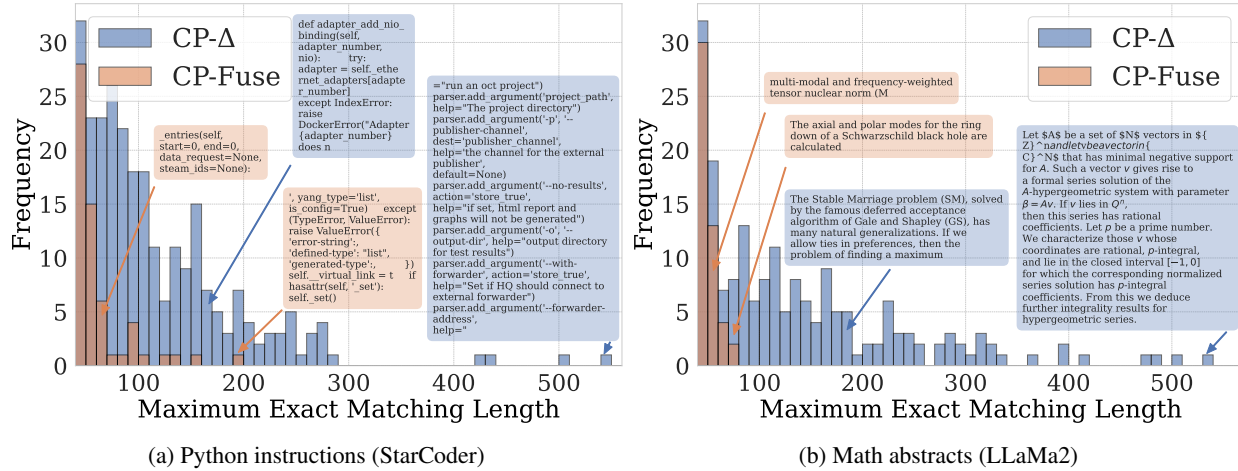 CP-Δ
CP-Fuse
Frequency
0
5
10
15
20
25
30
100
200
300
400
500
Maximum Exact Matching Length
_entries(self,
start=0, end=0,
data_request=None,
steam_ids=None):
def adapter_add_nio_
binding(self,
adapter_number,
nio): try:
adapter = self._ethe
rnet_adapters[adapte
r_number]
except IndexError:
raise
DockerError("Adapter
{adapter_number}
does n
', yang_type='list',
is_config=True) except
(TypeError, ValueError):
raise ValueError({
'error-string':,
'defined-type': "list",
'generated-type':, })
self.__virtual_link = t if
hasattr(self, '_set'):
self._set()
="run an oct project")
parser.add_argument('project_path',
help="The project directory")
parser.add_argument('-p', '--
publisher-channel',
dest='publisher_channel',
help='the channel for the external
publisher',
default=None)
parser.add_argument('--no-results',
action='store_true',
help="if set, html report and
graphs will not be generated")
parser.add_argument('-o', '--
output-dir', help="output directory
for test results")
parser.add_argument('--with-
forwarder', action='store_true',
help="Set if HQ should connect to
external forwarder")
parser.add_argument('--forwarder-
address',
help="
(a) Python instructions (StarCoder)
CP-Δ
CP-Fuse
Frequency
0
5
10
15
20
25
30
100
200
300
400
500
Maximum Exact Matching Length
multi-modal and frequency-weighted
tensor nuclear norm (M
The axial and polar modes for the ring
down of a Schwarzschild black hole are
calculated
The Stable Marriage problem (SM), solved
by the famous deferred acceptance
algorithm of Gale and Shapley (GS), has
many natural generalizations. If we
allow ties in preferences, then the
problem of finding a maximum
Let $A$ be a set of $N$ vectors in ${
Z}^nandletvbeavectorin{
C}^N$ that has minimal negative support
for A. Such a vector v gives rise to
a formal series solution of the
A-hypergeometric system with parameter
β = Av. If v lies in Qⁿ,
then this series has rational
coefficients. Let p be a prime number.
We characterize those v whose
coordinates are rational, p-integral,
and lie in the closed interval [−1, 0]
for which the corresponding normalized
series solution has p-integral
coefficients. From this we deduce
further integrality results for
hypergeometric series.
(b) Math abstracts (LLaMa2)